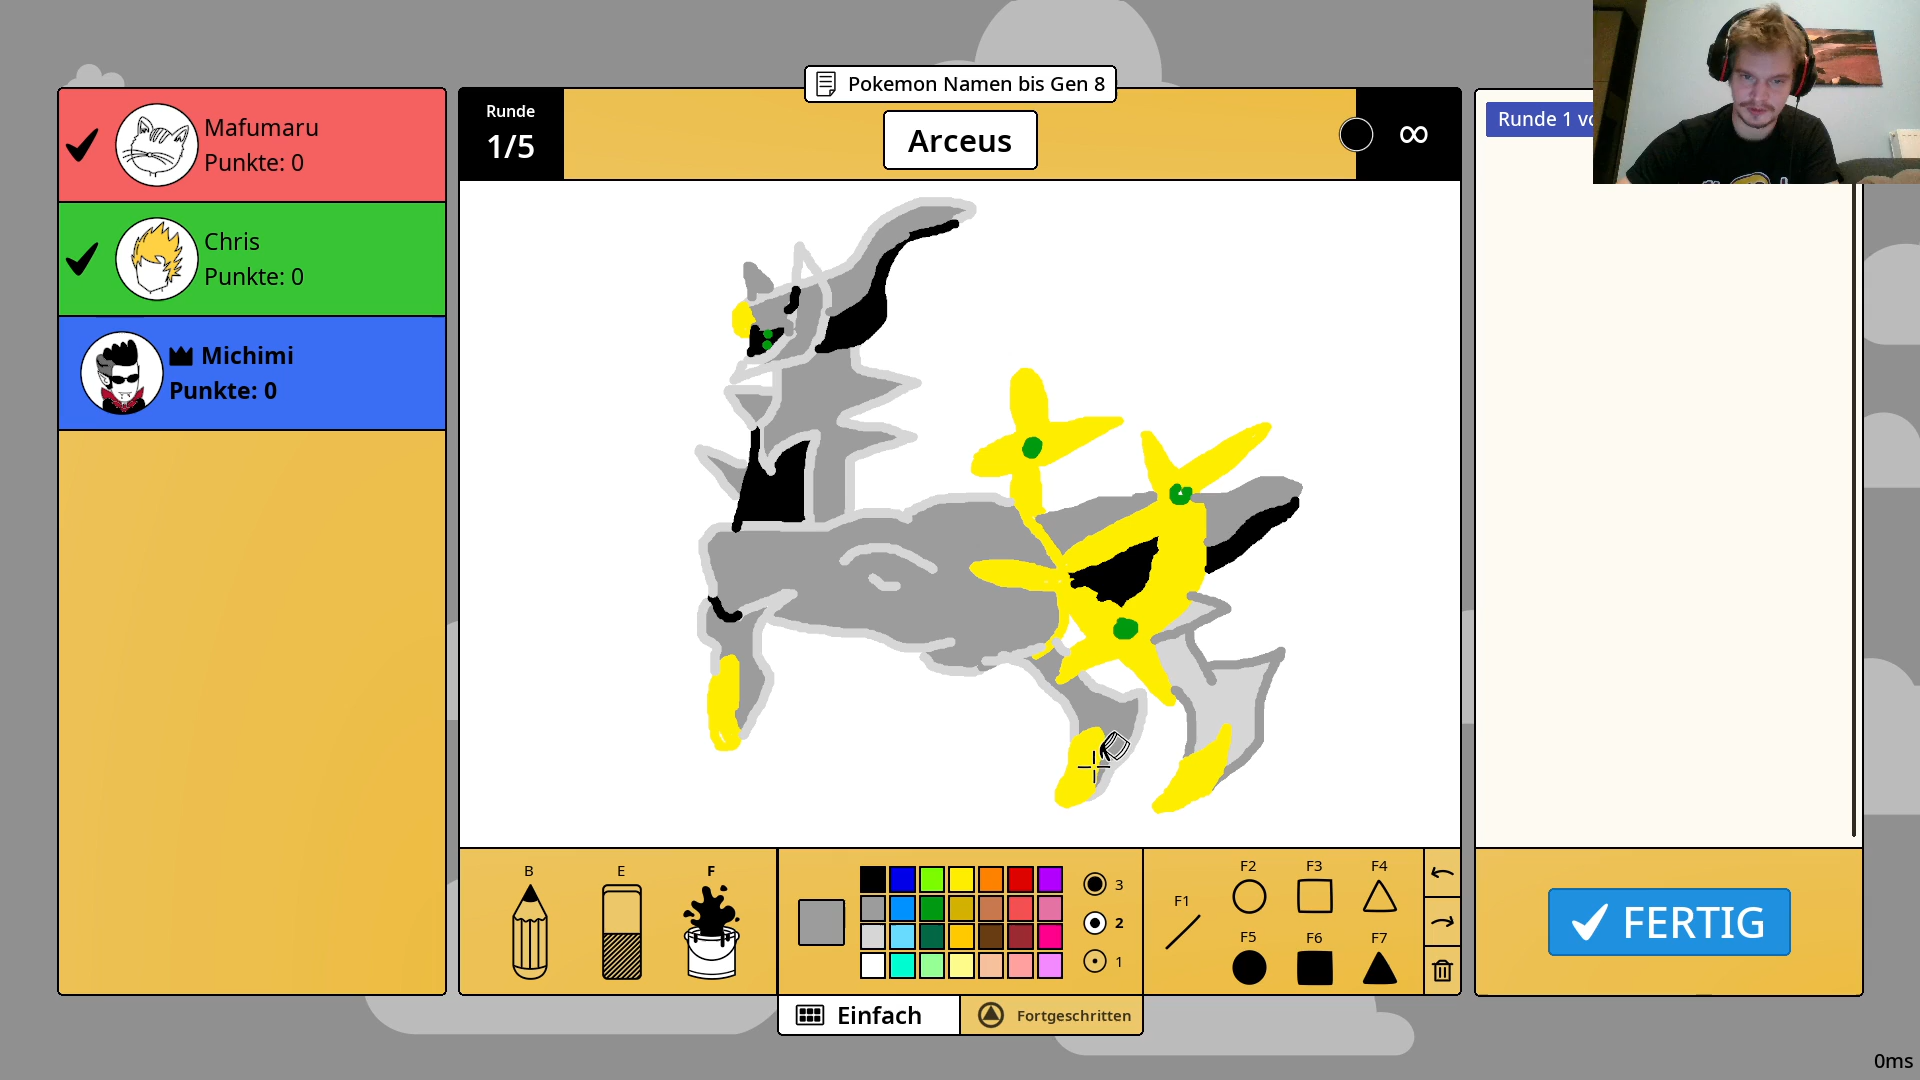 Pokemon Namen bis Gen 8
Runde
1/5
Arceus
∞
Mafumaru
Punkte: 0
Chris
Punkte: 0
Michimi
Punkte: 0
Runde 1 vo
B
E
F
3
2
1
F1
F2
F3
F4
F5
F6
F7
FERTIG
Einfach
Fortgeschritten
0ms